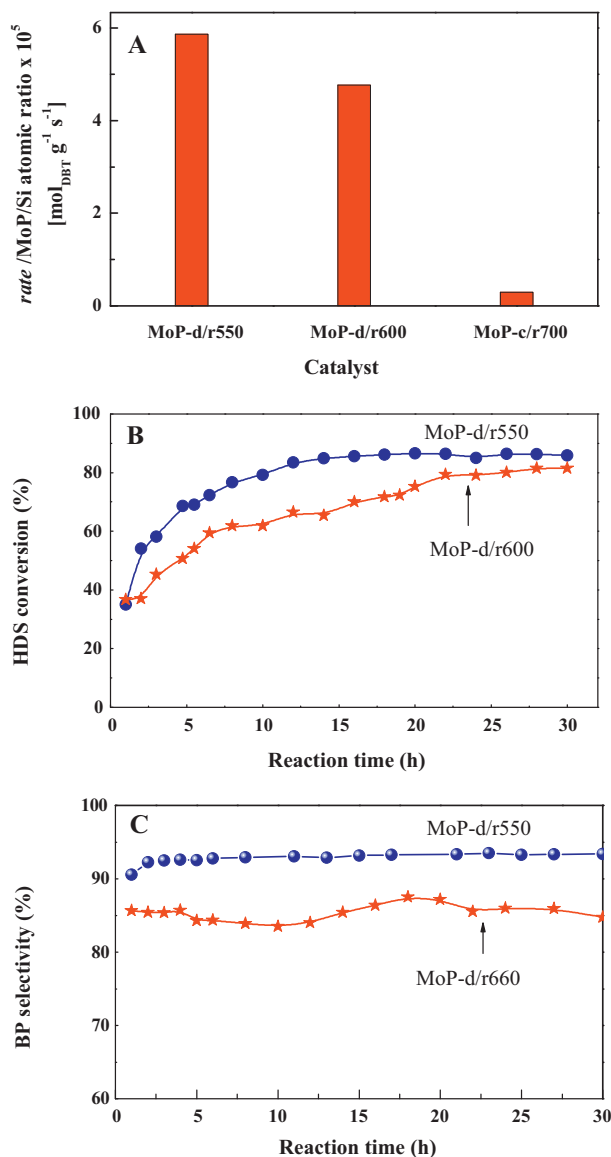 A
rate /MoP/Si atomic ratio x 10⁵
[mol_DBT g⁻¹ s⁻¹]
6
4
2
0
MoP-d/r550 MoP-d/r600 MoP-c/r700
Catalyst
B
MoP-d/r550
MoP-d/r600
HDS conversion (%)
100
80
60
40
20
0
0 5 10 15 20 25 30
Reaction time (h)
C
MoP-d/r550
MoP-d/r660
BP selectivity (%)
100
90
80
70
60
0 5 10 15 20 25 30
Reaction time (h)